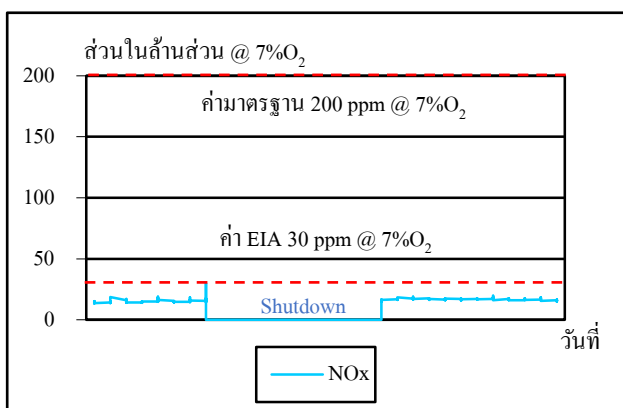 ส่วนในล้านส่วน @ 7%O₂
200
ค่ามาตรฐาน 200 ppm @ 7%O₂
150
100
ค่า EIA 30 ppm @ 7%O₂
50
Shutdown
0
วันที่
NOx